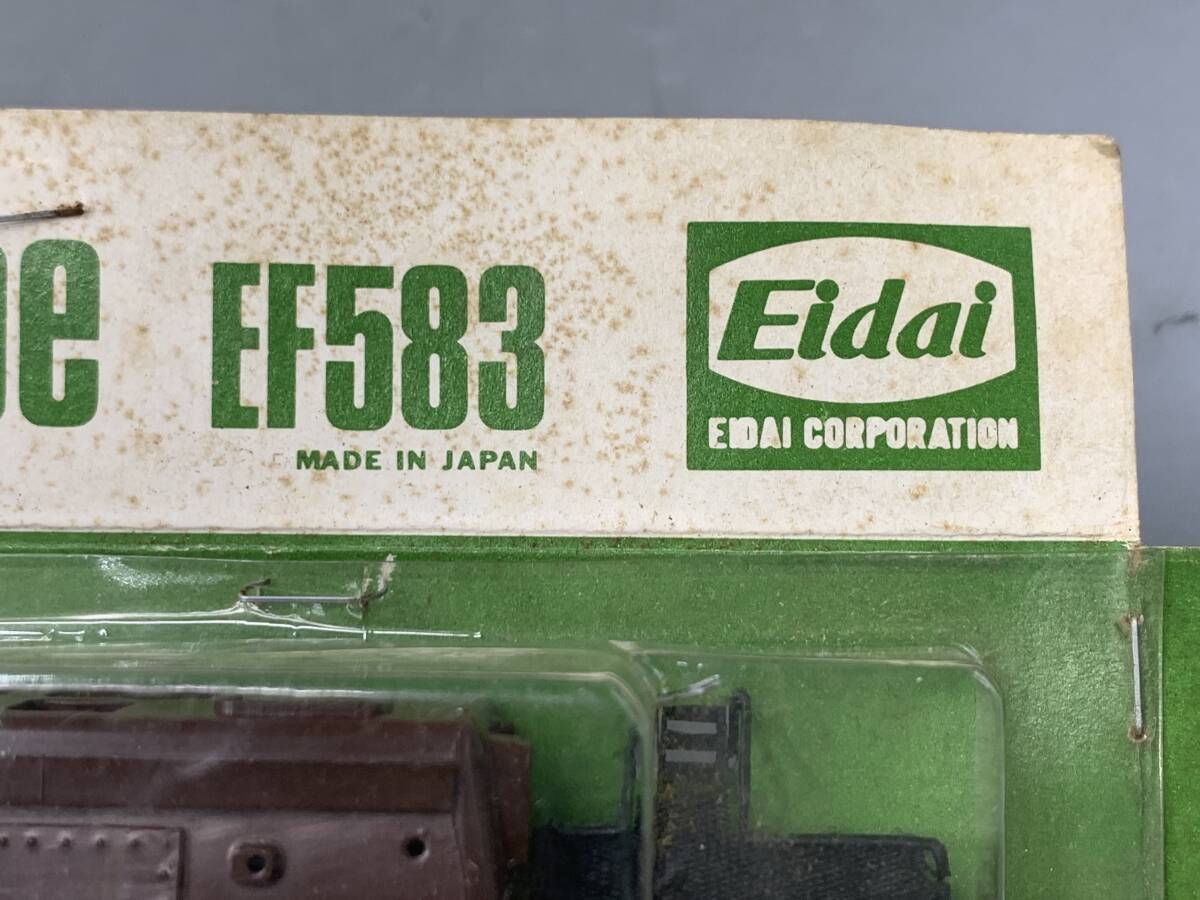 EF583
MADE IN JAPAN
Eidai
EIDAI CORPORATION